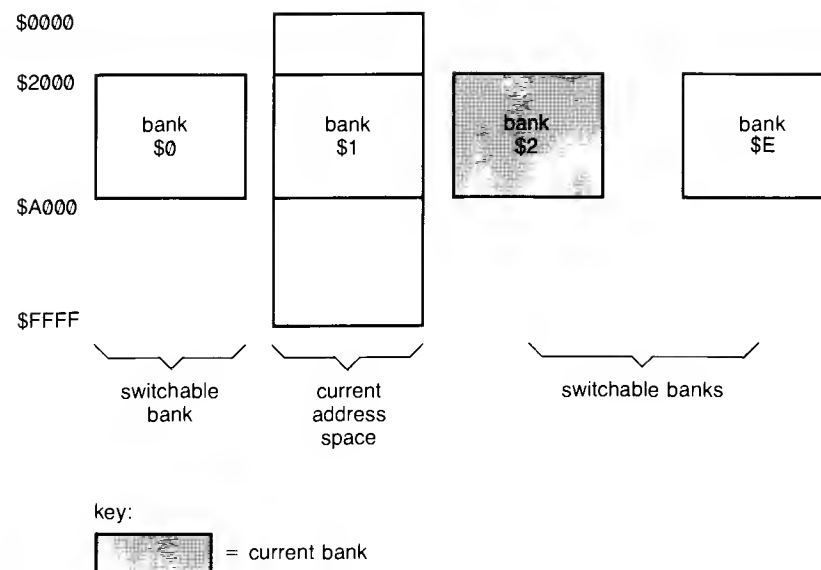 $0000
$2000
bank bank bank bank
$0 $1 $2 $E
$A000
$FFFF
switchable current switchable banks
bank address
space
key:
= current bank